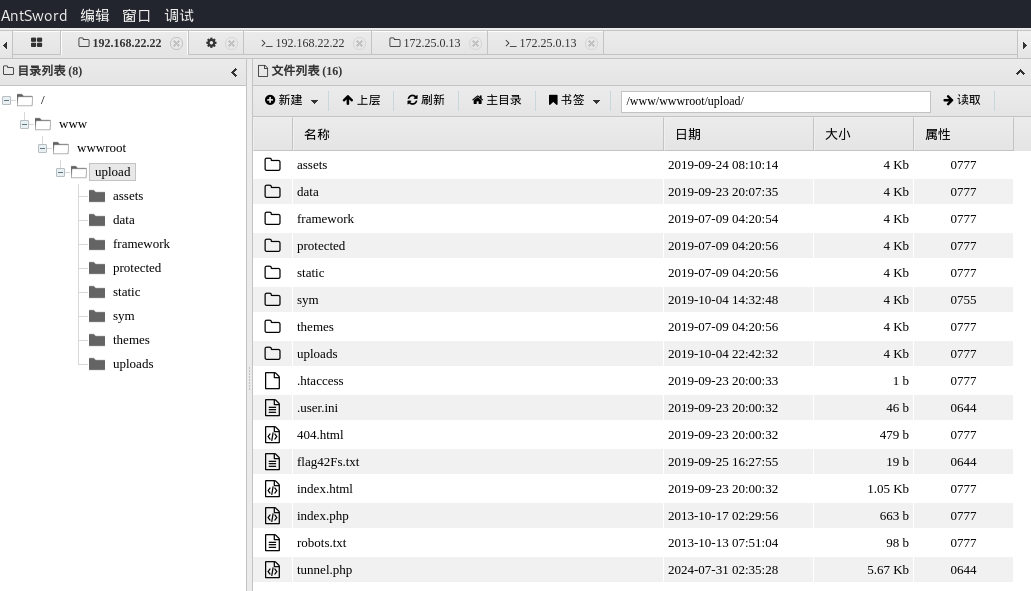 AntSword 编辑 窗口 调试
192.168.22.22 >_ 192.168.22.22 172.25.0.13 >_ 172.25.0.13
目录列表 (8)
/
www
wwwroot
upload
assets
data
framework
protected
static
sym
themes
uploads
文件列表 (16)
新建 上层 刷新 主目录 书签 /www/wwwroot/upload/ 读取
名称 日期 大小 属性
assets 2019-09-24 08:10:14 4 Kb 0777
data 2019-09-23 20:07:35 4 Kb 0777
framework 2019-07-09 04:20:54 4 Kb 0777
protected 2019-07-09 04:20:56 4 Kb 0777
static 2019-07-09 04:20:56 4 Kb 0777
sym 2019-10-04 14:32:48 4 Kb 0755
themes 2019-07-09 04:20:56 4 Kb 0777
uploads 2019-10-04 22:42:32 4 Kb 0777
.htaccess 2019-09-23 20:00:33 1 b 0777
.user.ini 2019-09-23 20:00:32 46 b 0644
404.html 2019-09-23 20:00:32 479 b 0777
flag42Fs.txt 2019-09-25 16:27:55 19 b 0644
index.html 2019-09-23 20:00:32 1.05 Kb 0777
index.php 2013-10-17 02:29:56 663 b 0777
robots.txt 2013-10-13 07:51:04 98 b 0777
tunnel.php 2024-07-31 02:35:28 5.67 Kb 0644